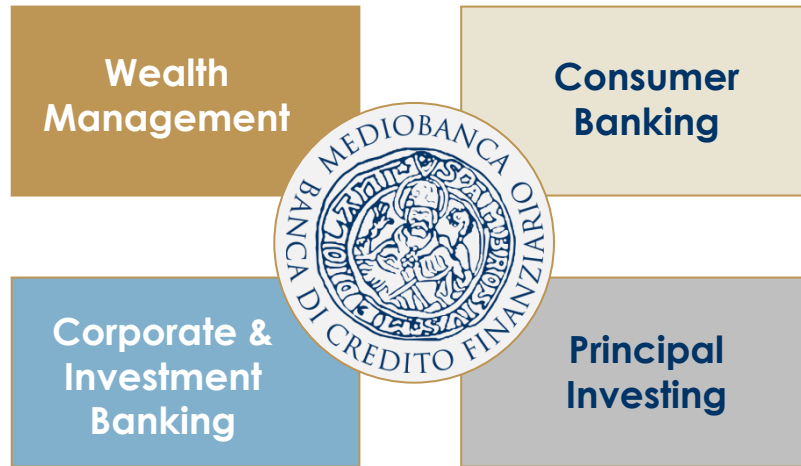 Wealth
Management
Consumer
Banking
MEDIOBANCA
BANCA DI CREDITO FINANZIARIO
Corporate &
Investment
Banking
Principal
Investing